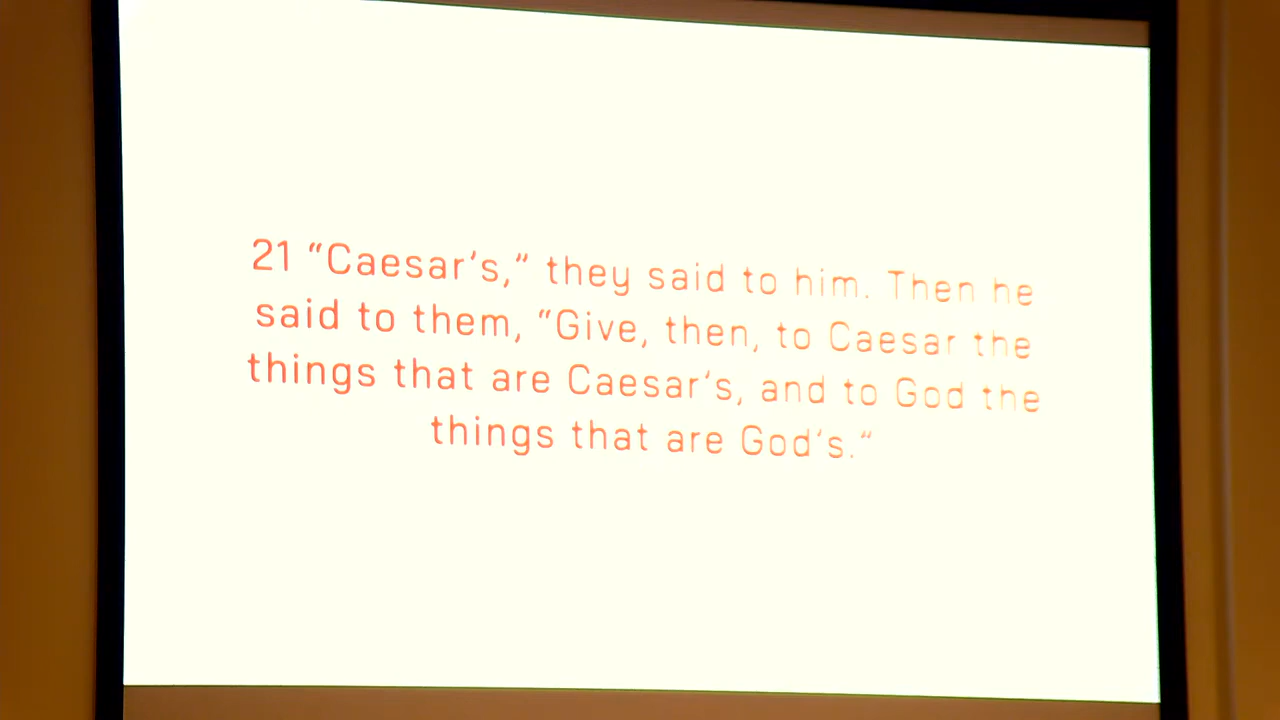 21 “Caesar’s,” they said to him. Then he
said to them, “Give, then, to Caesar the
things that are Caesar’s, and to God the
things that are God’s.”